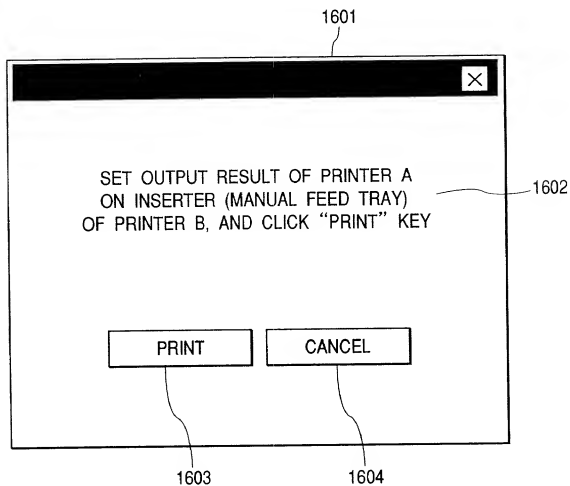 1601
SET OUTPUT RESULT OF PRINTER A
ON INSERTER (MANUAL FEED TRAY)
OF PRINTER B, AND CLICK “PRINT” KEY
1602
PRINT
CANCEL
1603
1604